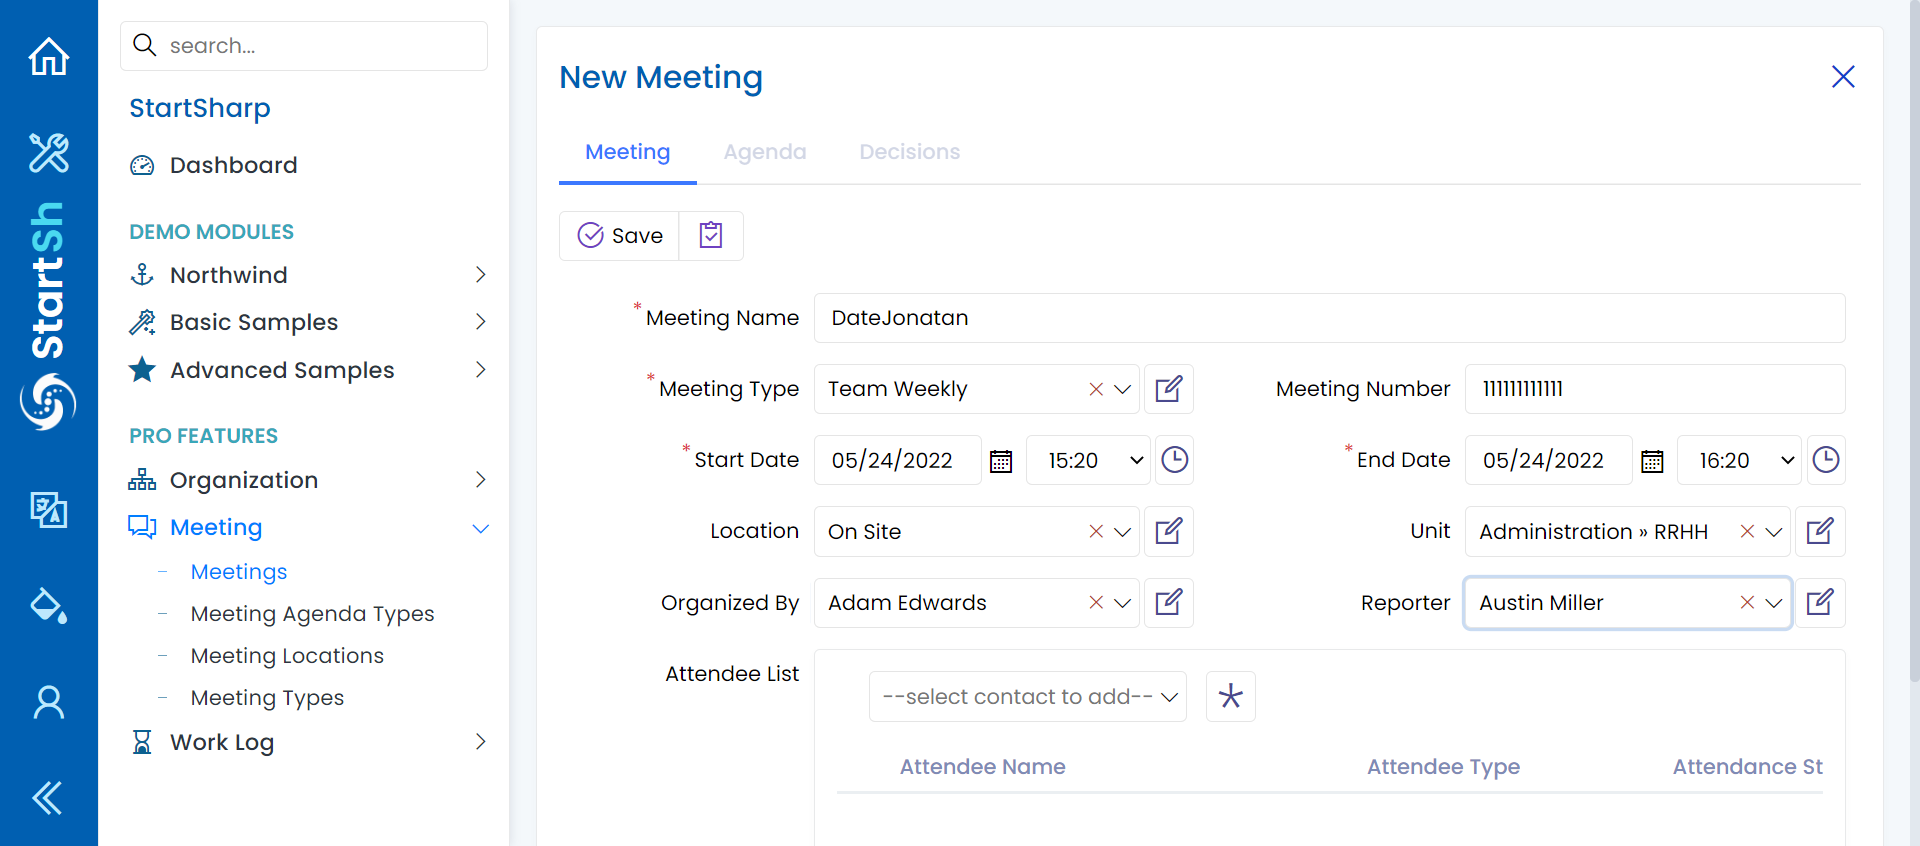 search...
StartSharp
Dashboard
DEMO MODULES
Northwind
Basic Samples
Advanced Samples
PRO FEATURES
Organization
Meeting
Meetings
Meeting Agenda Types
Meeting Locations
Meeting Types
Work Log
StartSh
New Meeting
Meeting Agenda Decisions
Save
* Meeting Name DateJonatan
* Meeting Type Team Weekly Meeting Number 111111111111
* Start Date 05/24/2022 15:20 * End Date 05/24/2022 16:20
Location On Site Unit Administration » RRHH
Organized By Adam Edwards Reporter Austin Miller
Attendee List --select contact to add--
Attendee Name Attendee Type Attendance St